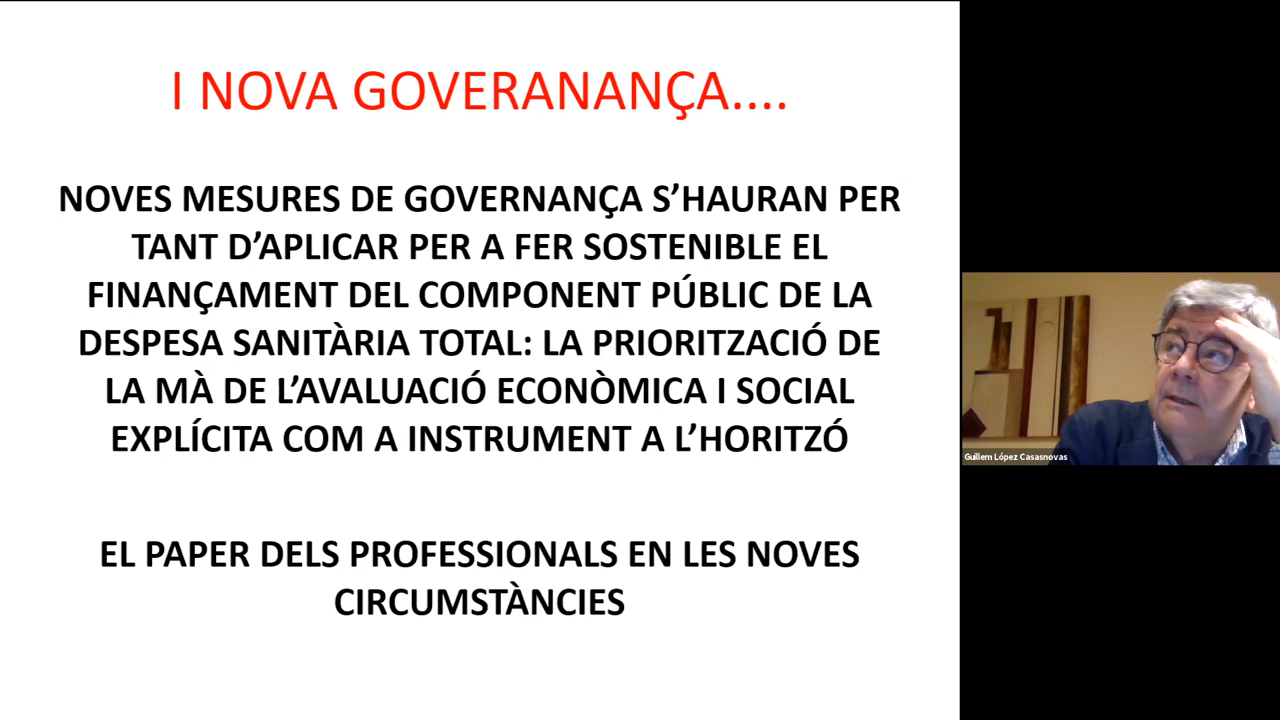 I NOVA GOVERANANÇA....
NOVES MESURES DE GOVERNANÇA S’HAURAN PER
TANT D’APLICAR PER A FER SOSTENIBLE EL
FINANÇAMENT DEL COMPONENT PÚBLIC DE LA
DESPESA SANITÀRIA TOTAL: LA PRIORITZACIÓ DE
LA MÀ DE L’AVALUACIÓ ECONÒMICA I SOCIAL
EXPLÍCITA COM A INSTRUMENT A L’HORITZÓ
EL PAPER DELS PROFESSIONALS EN LES NOVES
CIRCUMSTÀNCIES
Guillem López Casasnovas